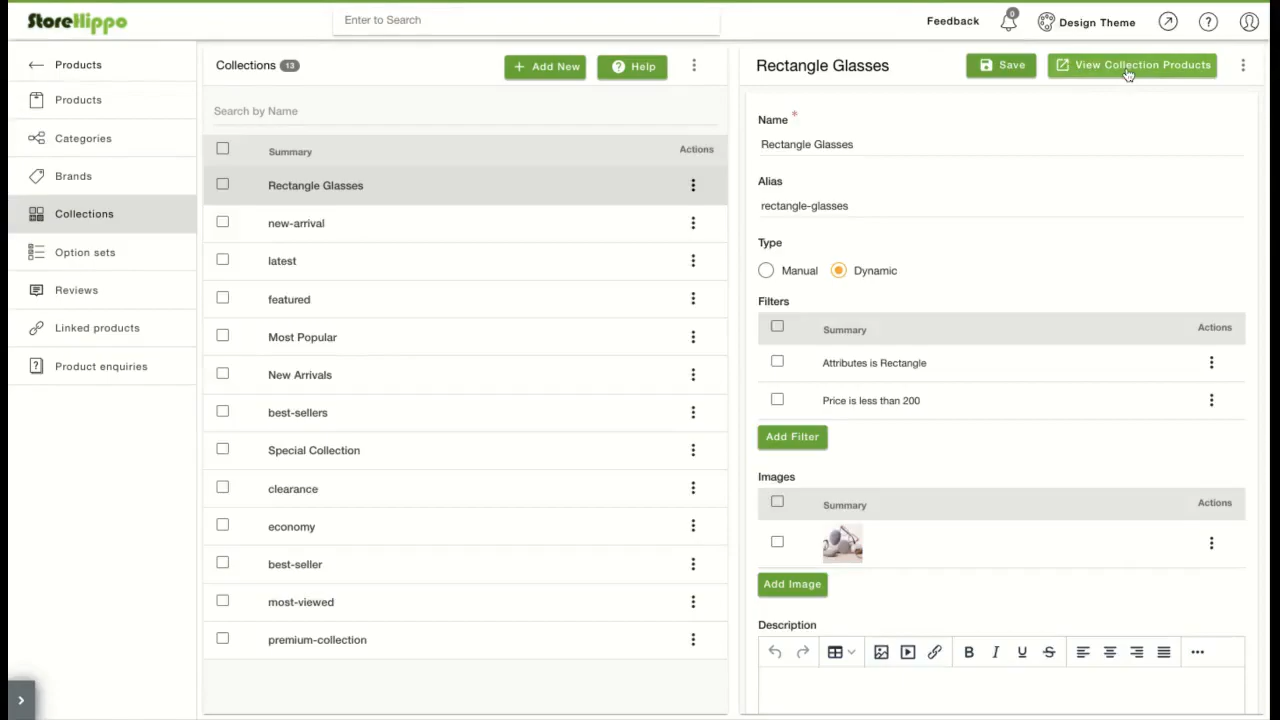 StoreHippo
Enter to Search
Feedback
0
Design Theme
?
Products
Products
Categories
Brands
Collections
Option sets
Reviews
Linked products
Product enquiries
Collections 13
+ Add New
? Help
Search by Name
Summary Actions
Rectangle Glasses
new-arrival
latest
featured
Most Popular
New Arrivals
best-sellers
Special Collection
clearance
economy
best-seller
most-viewed
premium-collection
Rectangle Glasses
Save
View Collection Products
Name *
Rectangle Glasses
Alias
rectangle-glasses
Type
Manual Dynamic
Filters
Summary Actions
Attributes is Rectangle
Price is less than 200
Add Filter
Images
Summary Actions
Add Image
Description
B I U S